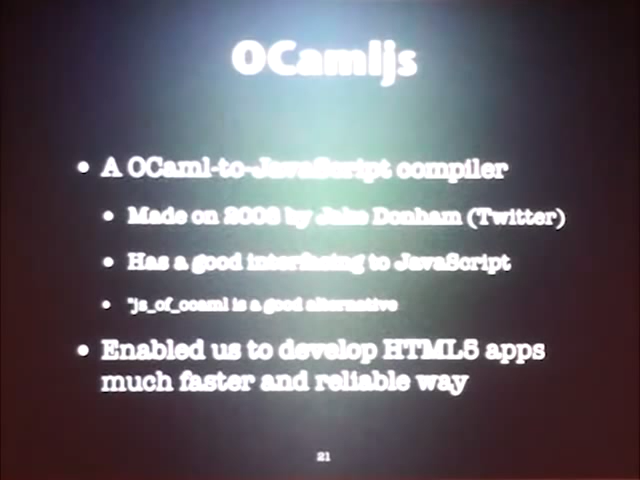 OCamljs
• A OCaml-to-JavaScript compiler
• Made on 2008 by Jake Donham (Twitter)
• Has a good interfacing to JavaScript
• "js_of_ocaml is a good alternative
• Enabled us to develop HTML5 apps
much faster and reliable way
21